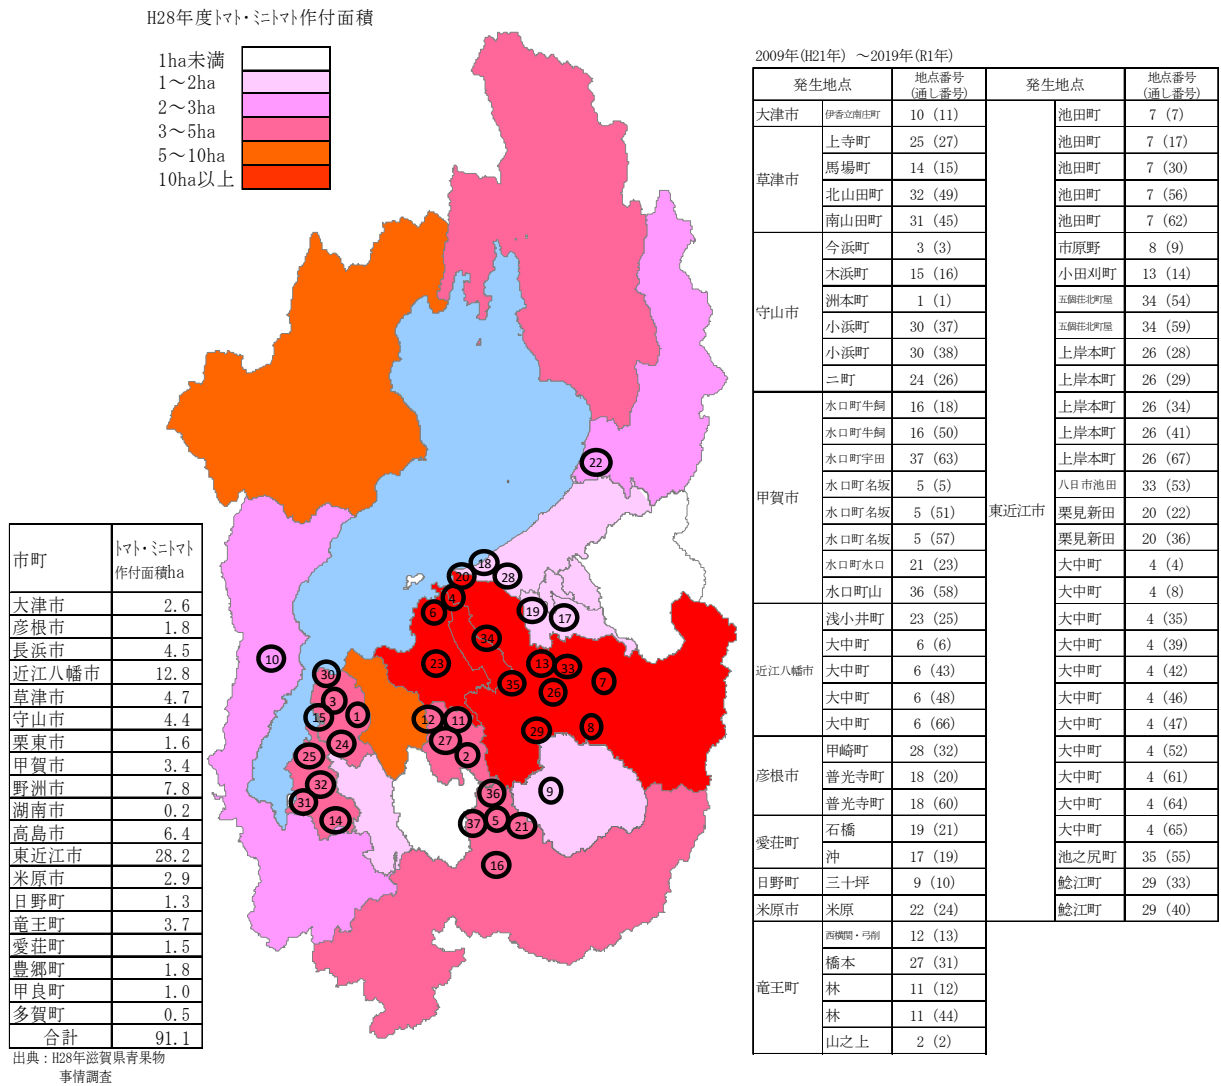 H28年度ﾄﾏﾄ・ﾐﾆﾄﾏﾄ作付面積
1ha未満
1～2ha
2～3ha
3～5ha
5～10ha
10ha以上
22
18
20
28
4
6
19
17
34
10
23
13
33
30
7
35
26
3
15
1
12
11
8
29
24
27
25
2
32
9
36
31
14
37
5
21
16
市町 ﾄﾏﾄ・ﾐﾆﾄﾏﾄ
作付面積ha
大津市 2.6
彦根市 1.8
長浜市 4.5
近江八幡市 12.8
草津市 4.7
守山市 4.4
栗東市 1.6
甲賀市 3.4
野洲市 7.8
湖南市 0.2
高島市 6.4
東近江市 28.2
米原市 2.9
日野町 1.3
竜王町 3.7
愛荘町 1.5
豊郷町 1.8
甲良町 1.0
多賀町 0.5
合計 91.1
出典：H28年滋賀県青果物
事情調査
2009年(H21年) ～2019年(R1年)
発生地点 地点番号
(通し番号)
大津市 伊香立南庄町 10 (11)
草津市 上寺町 25 (27)
馬場町 14 (15)
北山田町 32 (49)
南山田町 31 (45)
守山市 今浜町 3 (3)
木浜町 15 (16)
洲本町 1 (1)
小浜町 30 (37)
小浜町 30 (38)
二町 24 (26)
甲賀市 水口町牛飼 16 (18)
水口町牛飼 16 (50)
水口町宇田 37 (63)
水口町名坂 5 (5)
水口町名坂 5 (51)
水口町名坂 5 (57)
水口町水口 21 (23)
水口町山 36 (58)
近江八幡市 浅小井町 23 (25)
大中町 6 (6)
大中町 6 (43)
大中町 6 (48)
大中町 6 (66)
彦根市 甲崎町 28 (32)
普光寺町 18 (20)
普光寺町 18 (60)
愛荘町 石橋 19 (21)
沖 17 (19)
日野町 三十坪 9 (10)
米原市 米原 22 (24)
竜王町 西横関・弓削 12 (13)
橋本 27 (31)
林 11 (12)
林 11 (44)
山之上 2 (2)
発生地点 地点番号
(通し番号)
東近江市 池田町 7 (7)
池田町 7 (17)
池田町 7 (30)
池田町 7 (56)
池田町 7 (62)
市原野 8 (9)
小田刈町 13 (14)
五個荘北町屋 34 (54)
五個荘北町屋 34 (59)
上岸本町 26 (28)
上岸本町 26 (29)
上岸本町 26 (34)
上岸本町 26 (41)
上岸本町 26 (67)
八日市池田 33 (53)
栗見新田 20 (22)
栗見新田 20 (36)
大中町 4 (4)
大中町 4 (8)
大中町 4 (35)
大中町 4 (39)
大中町 4 (42)
大中町 4 (46)
大中町 4 (47)
大中町 4 (52)
大中町 4 (61)
大中町 4 (64)
大中町 4 (65)
池之尻町 35 (55)
鯰江町 29 (33)
鯰江町 29 (40)